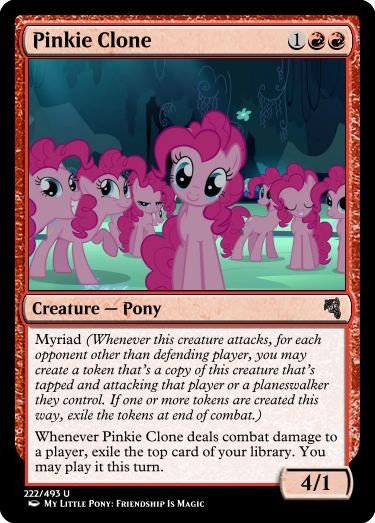 Pinkie Clone 1
Creature — Pony
Myriad (Whenever this creature attacks, for each
opponent other than defending player, you may
create a token that's a copy of this creature that's
tapped and attacking that player or a planeswalker
they control. If one or more tokens are created this
way, exile the tokens at end of combat.)
Whenever Pinkie Clone deals combat damage to
a player, exile the top card of your library. You
may play it this turn.
4/1
222/493 U
My Little Pony: Friendship Is Magic